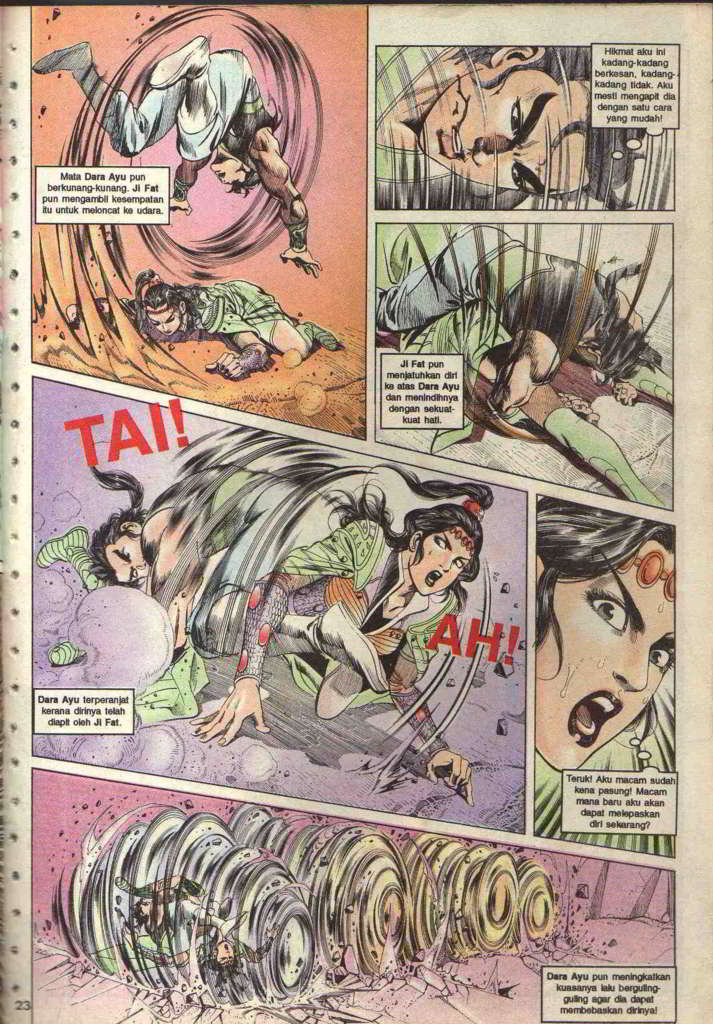 Mata Dara Ayu pun
berkunang-kunang. Ji Fat
pun mengambil kesempatan
itu untuk meloncat ke udara.
Hikmat aku ini
kadang-kadang
berkesan, kadang-
kadang tidak. Aku
mesti mengapit dia
dengan satu cara
yang mudah!
Ji Fat pun
menjatuhkan diri
ke atas Dara Ayu
dan menindihnya
dengan sekuat-
kuat hati.
TAI!
AH!
Dara Ayu terperanjat
kerana dirinya telah
diapit oleh Ji Fat.
Teruk! Aku macam sudah
kena pasung! Macam
mana baru aku akan
dapat melepaskan
diri sekarang?
Dara Ayu pun meningkatkan
kuasanya lalu berguling-
guling agar dia dapat
membebaskan dirinya!
23